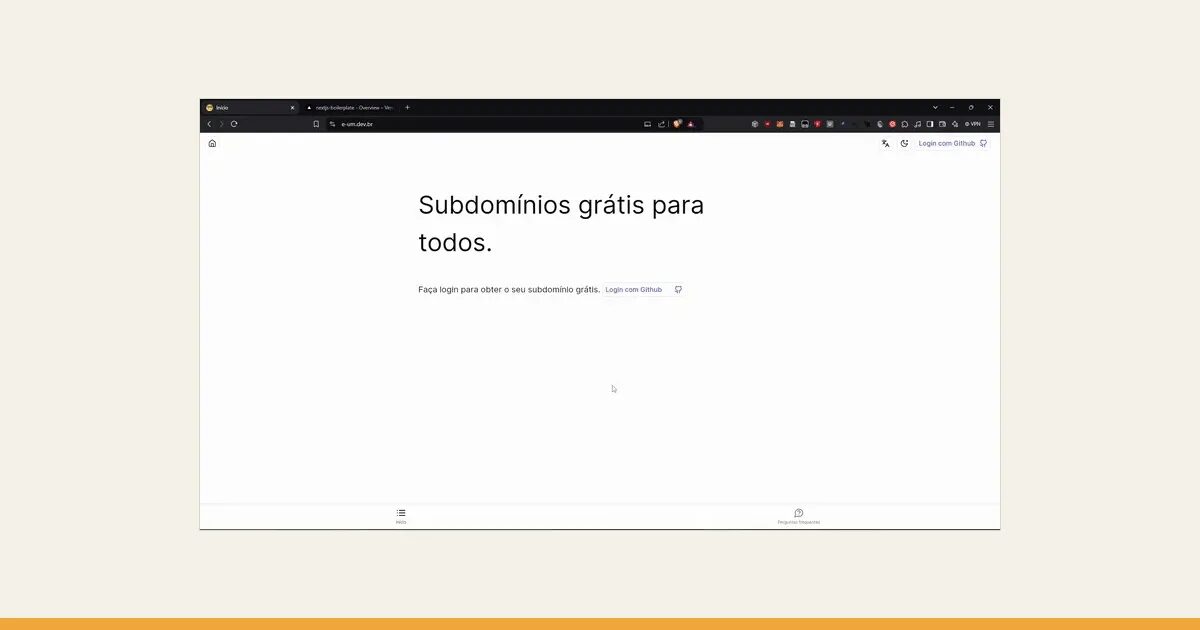 Início
nextjs-boilerplate - Overview - Ver
e-um.dev.br
VPN
Login com Github
Subdomínios grátis para
todos.
Faça login para obter o seu subdomínio grátis. Login com Github
Início
Perguntas frequentes